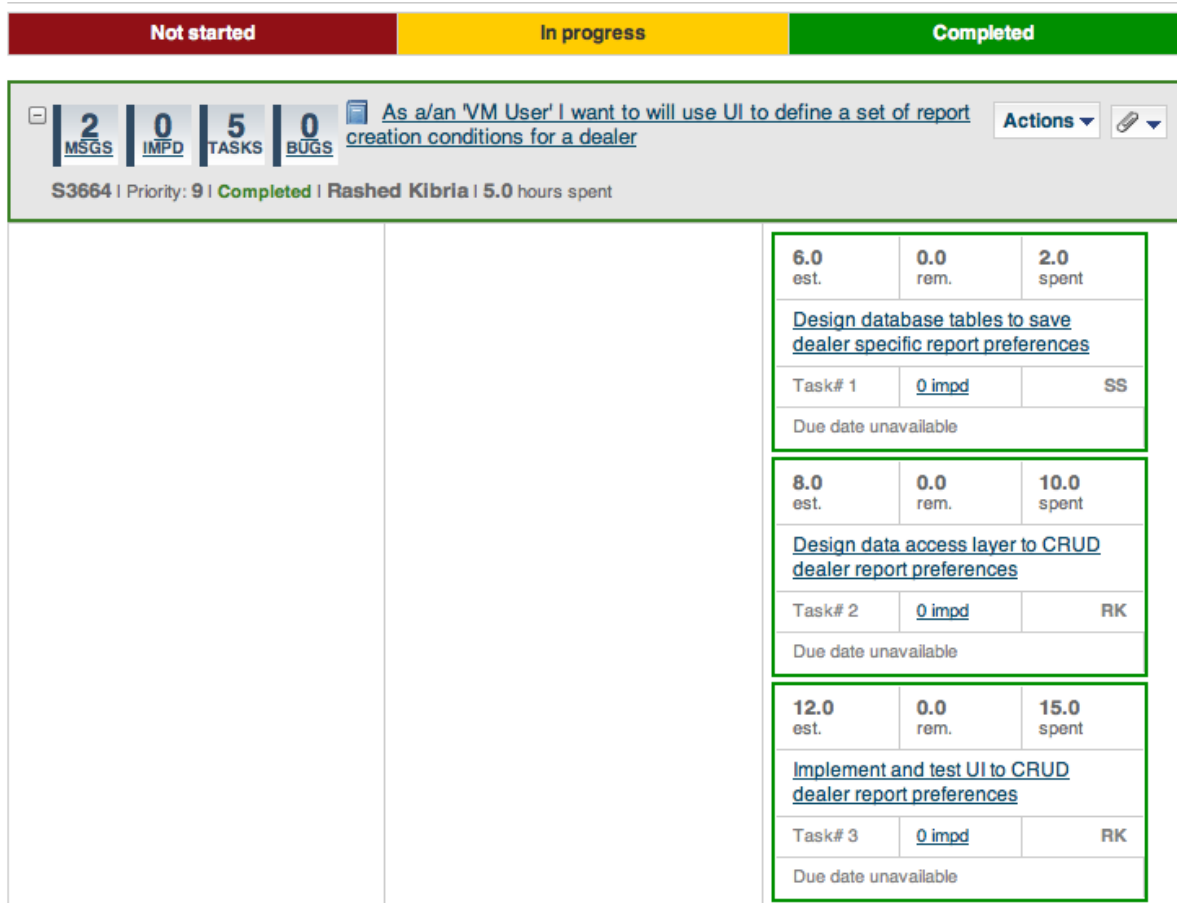 Not started
In progress
Completed
2 MSGS
0 IMPD
5 TASKS
0 BUGS
As a/an 'VM User' I want to will use UI to define a set of report
creation conditions for a dealer
Actions
S3664 | Priority: 9 | Completed | Rashed Kibria | 5.0 hours spent
6.0 0.0 2.0
est. rem. spent
Design database tables to save
dealer specific report preferences
Task# 1 0 impd SS
Due date unavailable
8.0 0.0 10.0
est. rem. spent
Design data access layer to CRUD
dealer report preferences
Task# 2 0 impd RK
Due date unavailable
12.0 0.0 15.0
est. rem. spent
Implement and test UI to CRUD
dealer report preferences
Task# 3 0 impd RK
Due date unavailable